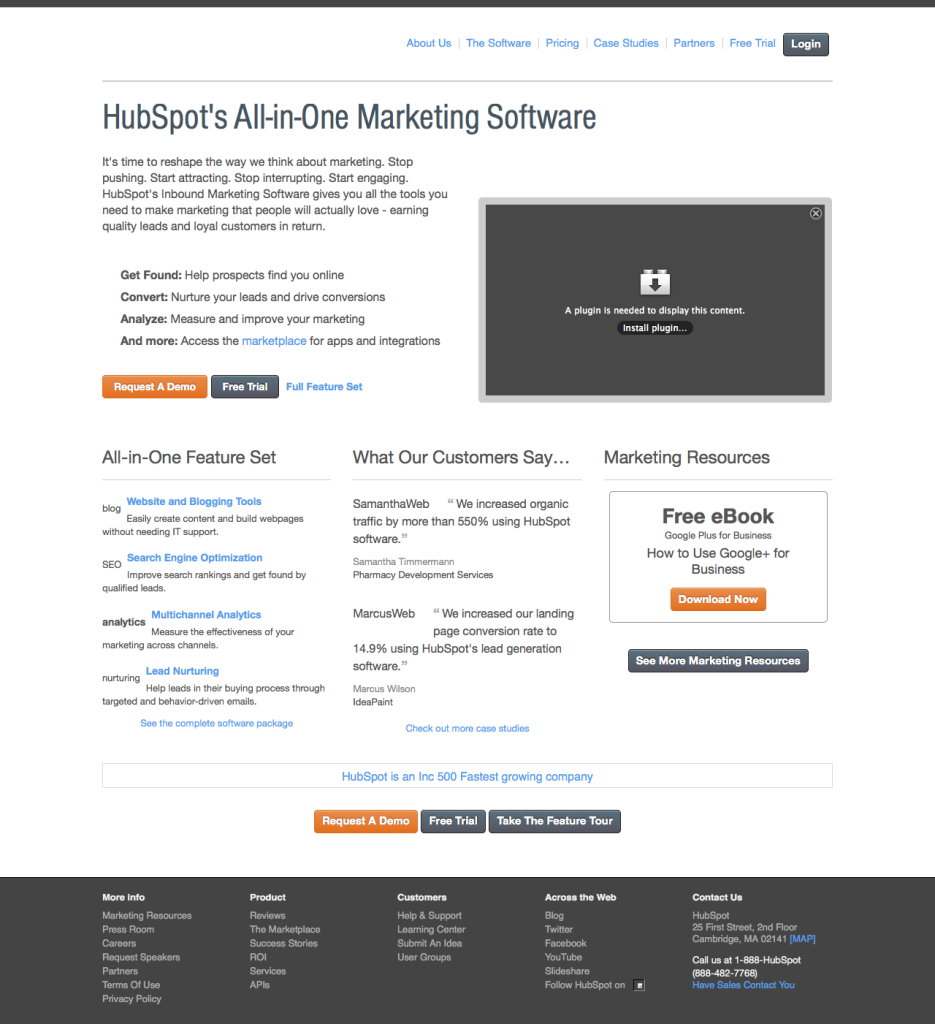 About Us | The Software | Pricing | Case Studies | Partners | Free Trial Login
HubSpot's All-in-One Marketing Software
It's time to reshape the way we think about marketing. Stop
pushing. Start attracting. Stop interrupting. Start engaging.
HubSpot's Inbound Marketing Software gives you all the tools you
need to make marketing that people will actually love - earning
quality leads and loyal customers in return.
Get Found: Help prospects find you online
Convert: Nurture your leads and drive conversions
Analyze: Measure and improve your marketing
And more: Access the marketplace for apps and integrations
Request A Demo Free Trial Full Feature Set
A plugin is needed to display this content.
Install plugin...
All-in-One Feature Set
blog Website and Blogging Tools
Easily create content and build webpages
without needing IT support.
SEO Search Engine Optimization
Improve search rankings and get found by
qualified leads.
analytics Multichannel Analytics
Measure the effectiveness of your
marketing across channels.
nurturing Lead Nurturing
Help leads in their buying process through
targeted and behavior-driven emails.
See the complete software package
What Our Customers Say...
SamanthaWeb “We increased organic
traffic by more than 550% using HubSpot
software.”
Samantha Timmermann
Pharmacy Development Services
MarcusWeb “We increased our landing
page conversion rate to
14.9% using HubSpot's lead generation
software.”
Marcus Wilson
IdeaPaint
Check out more case studies
Marketing Resources
Free eBook
Google Plus for Business
How to Use Google+ for
Business
Download Now
See More Marketing Resources
HubSpot is an Inc 500 Fastest growing company
Request A Demo Free Trial Take The Feature Tour
More Info
Marketing Resources
Press Room
Careers
Request Speakers
Partners
Terms Of Use
Privacy Policy
Product
Reviews
The Marketplace
Success Stories
ROI
Services
APIs
Customers
Help & Support
Learning Center
Submit An Idea
User Groups
Across the Web
Blog
Twitter
Facebook
YouTube
Slideshare
Follow HubSpot on
Contact Us
HubSpot
25 First Street, 2nd Floor
Cambridge, MA 02141 [MAP]
Call us at 1-888-HubSpot
(888-482-7768)
Have Sales Contact You